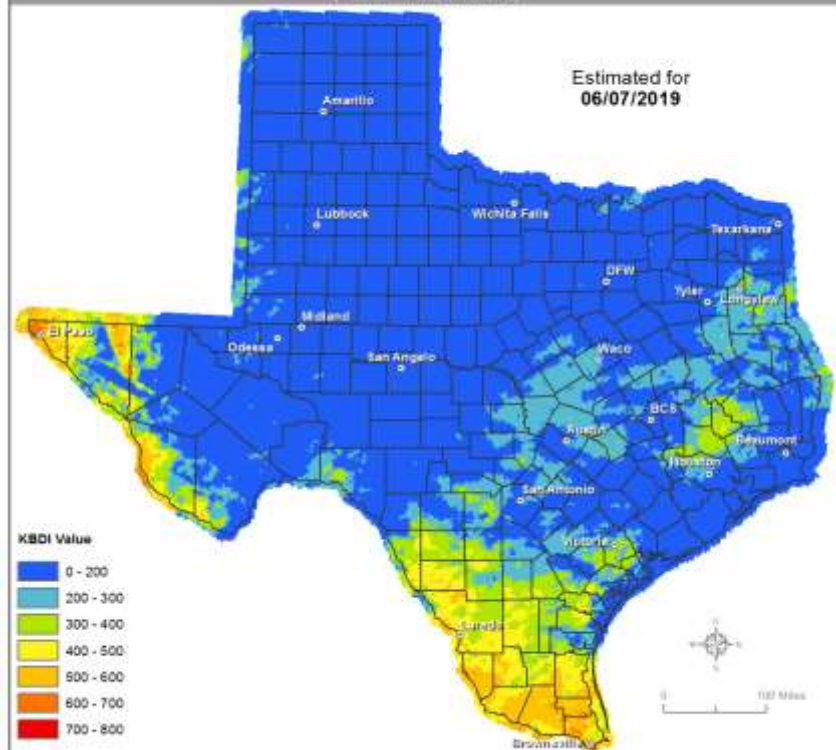 Estimated for
06/07/2019
Amarillo
Lubbock
Wichita Falls
Texarkana
DFW
Tyler
Longview
El Paso
Midland
Odessa
San Angelo
Waco
BCS
Austin
Beaumont
Houston
San Antonio
Victoria
Laredo
Brownsville
KBDI Value
0 - 200
200 - 300
300 - 400
400 - 500
500 - 600
600 - 700
700 - 800
N
0 100 Miles